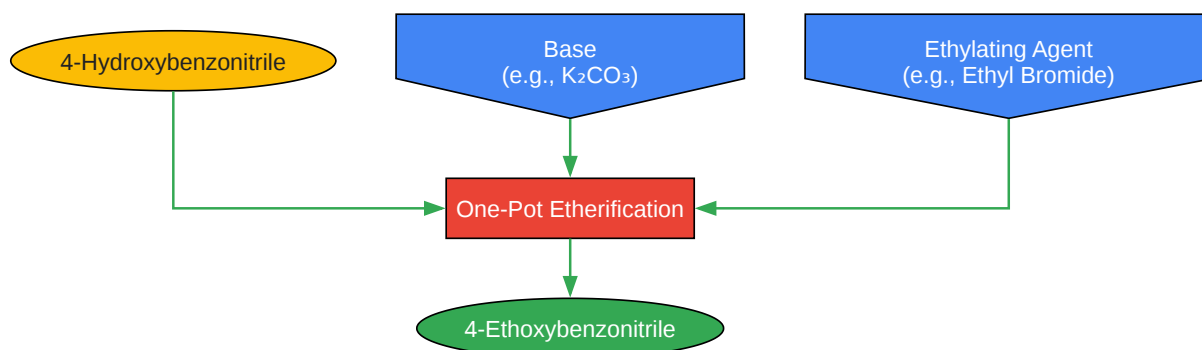 4-Hydroxybenzonitrile
Base
(e.g., K₂CO₃)
Ethylating Agent
(e.g., Ethyl Bromide)
One-Pot Etherification
4-Ethoxybenzonitrile